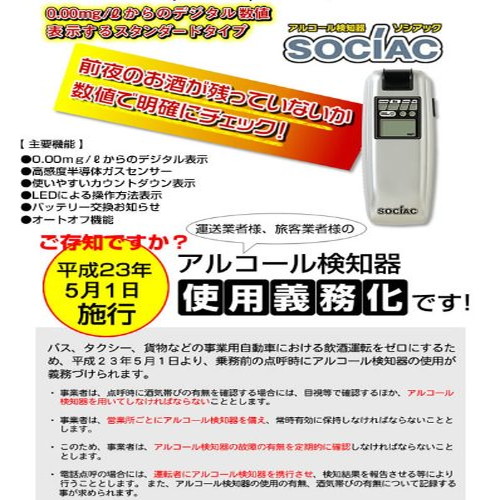 0.00mg/ℓからのデジタル数値
表示するスタンダードタイプ
アルコール検知器 ソシアック
SOCIAC
前夜のお酒が残っていないか
数値で明確にチェック!
【主要機能】
●0.00mg/ℓからのデジタル表示
●高感度半導体ガスセンサー
●使いやすいカウントダウン表示
●LEDによる操作方法表示
●バッテリー交換お知らせ
●オートオフ機能
SOCIAC
運送業者様、旅客業者様の
ご存知ですか?
平成23年
5月1日
施行
アルコール検知器
使用義務化です!
バス、タクシー、貨物などの事業用自動車における飲酒運転をゼロにするた
め、平成23年5月1日より、乗務前の点呼時にアルコール検知器の使用が
義務づけられます。
・事業者は、点呼時に酒気帯びの有無を確認する場合には、目視等で確認するほか、アルコール
検知器を用いてしなければならないこととします。
・事業者は、営業所ごとにアルコール検知器を備え、常時有効に保持しなければならないことと
します。
・このため、事業者は、アルコール検知器の故障の有無を定期的に確認しなければならないこと
とします。
・電話点呼の場合には、運転者にアルコール検知器を携行させ、検知結果を報告させる等により
行うこととします。また、アルコール検知器の使用の有無、酒気帯びの有無について記録する
事が求められます。